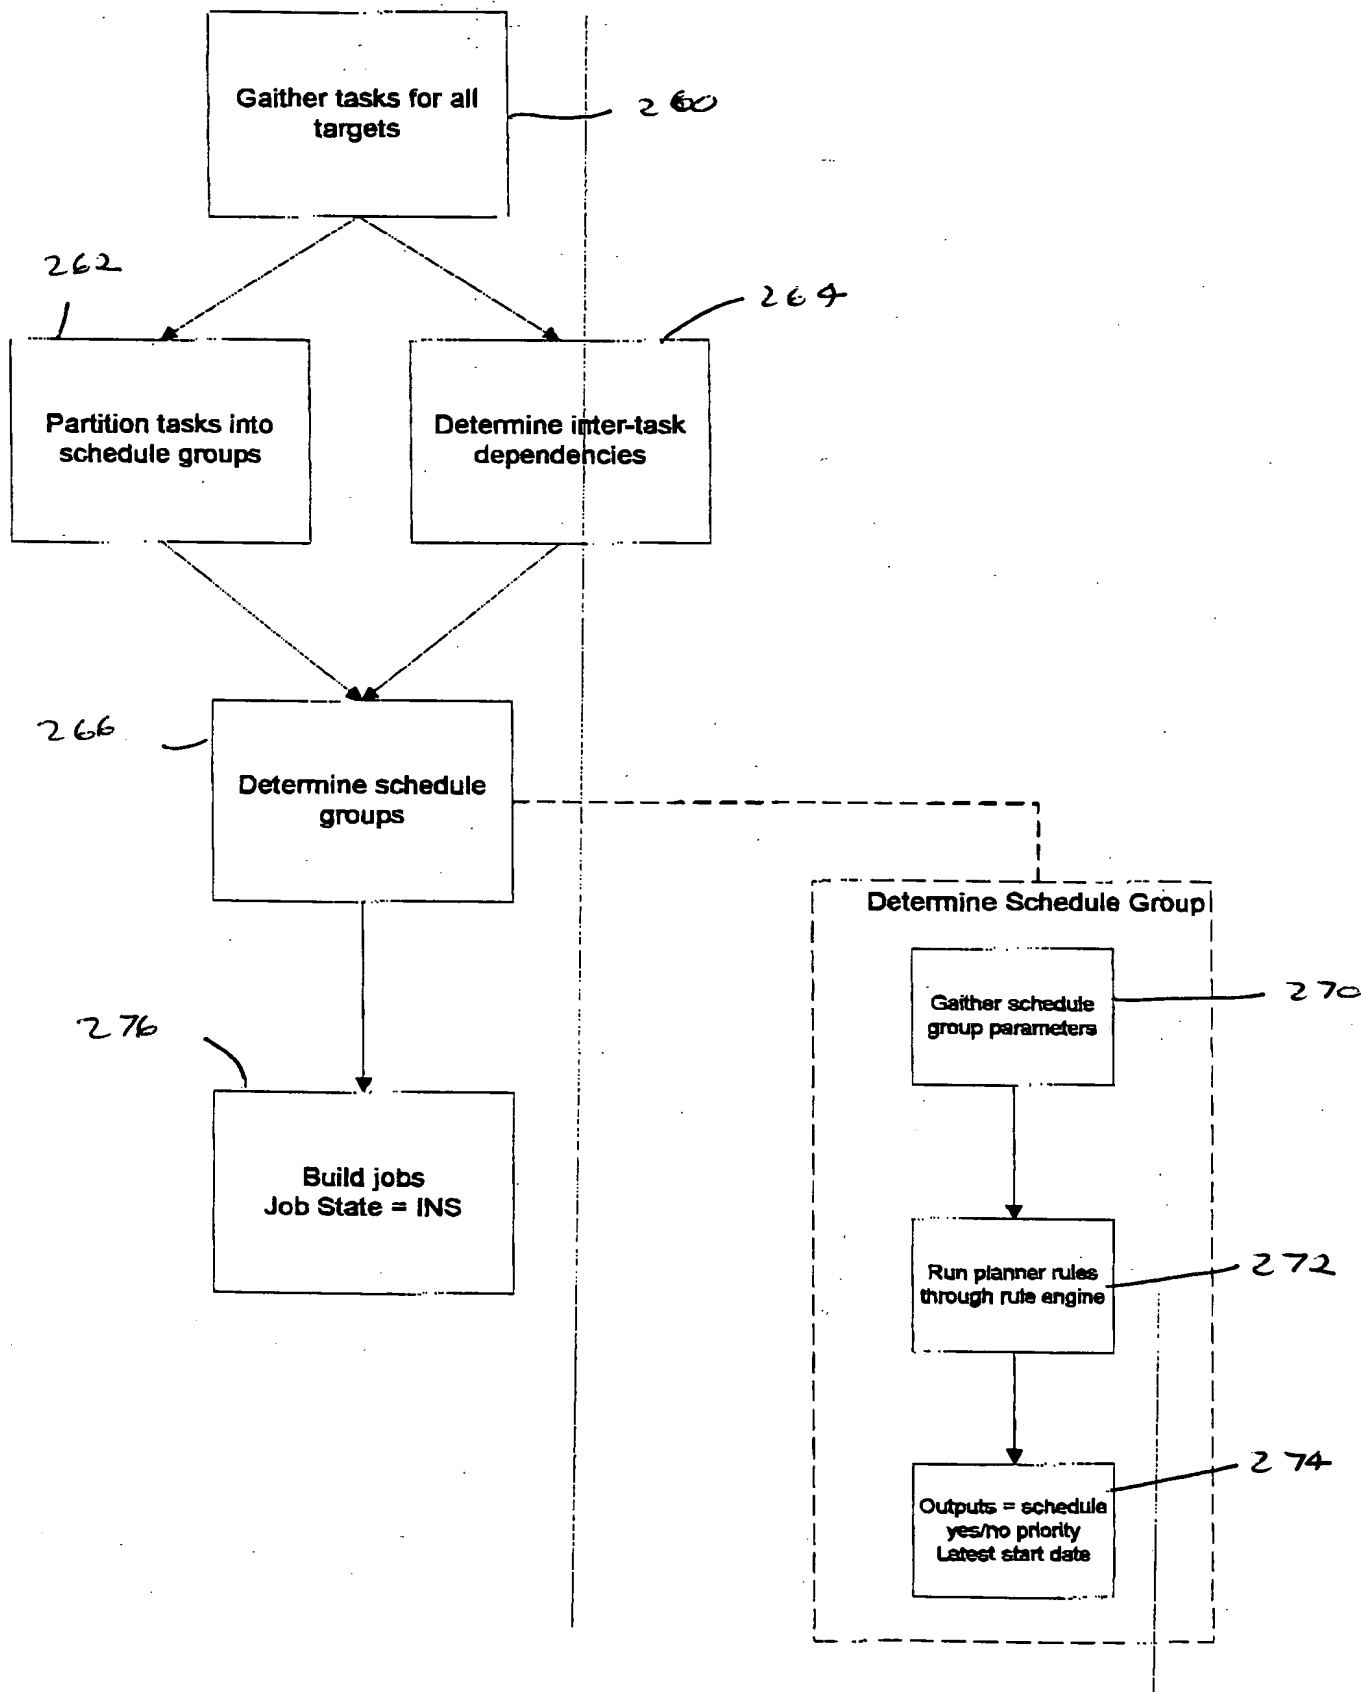 Gaither tasks for all
targets
260
262
264
Partition tasks into
schedule groups
Determine inter-task
dependencies
266
Determine schedule
groups
Determine Schedule Group
Gaither schedule
group parameters
270
276
Build jobs
Job State = INS
Run planner rules
through rule engine
272
Outputs = schedule
yes/no priority
Latest start date
274